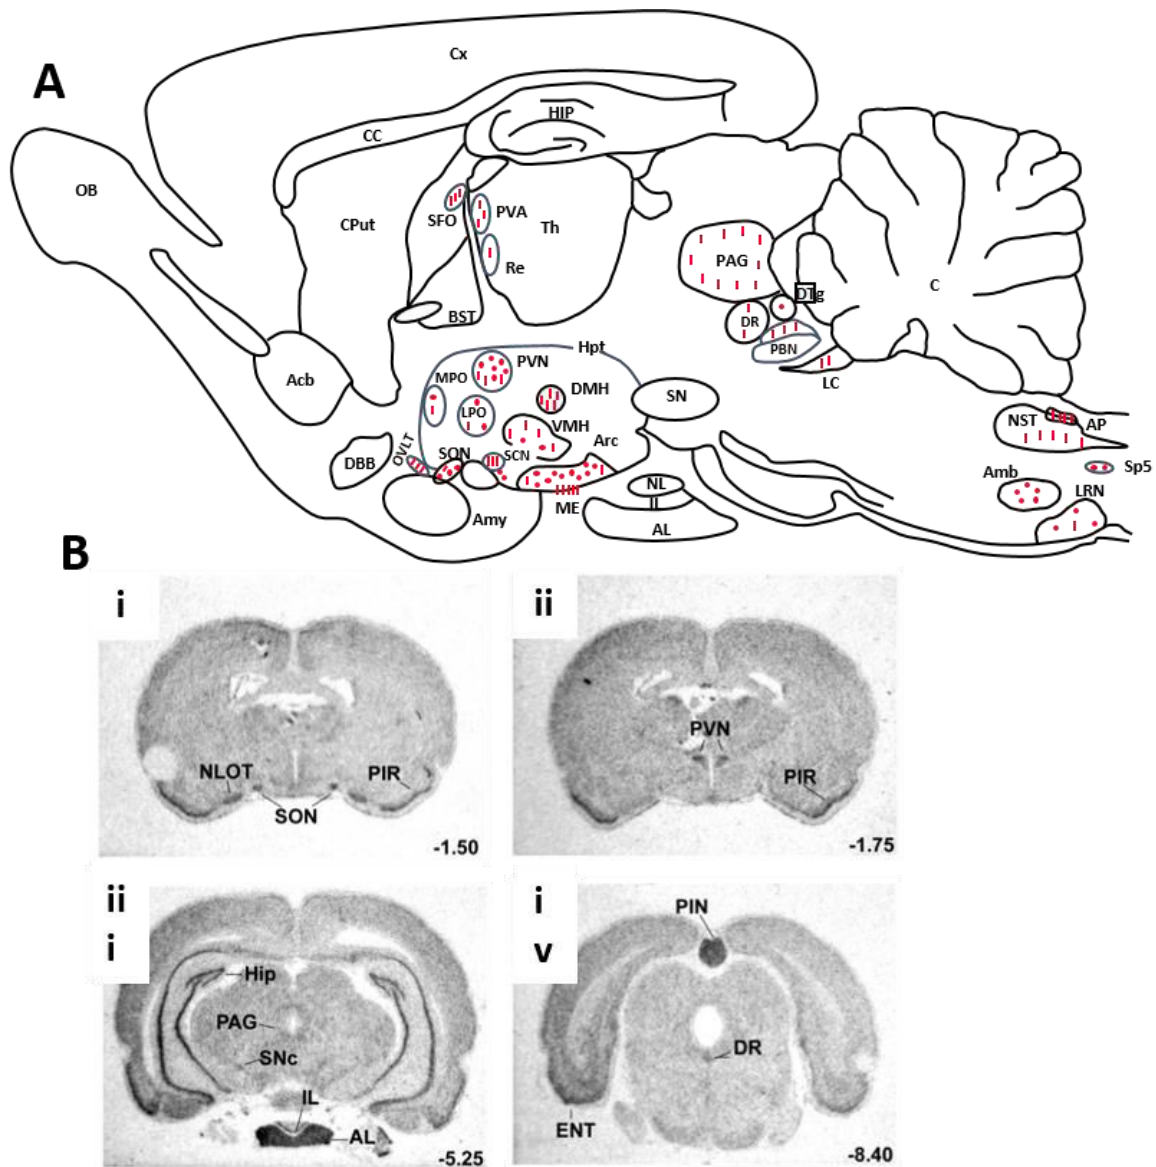 A
Cx
HIP
CC
OB
CPut
SFO
PVA
Th
Re
BST
PAG
DTg
DR
PBN
LC
C
Hpt
Acb
MPO
PVN
DMH
LPO
VMH
SN
Arc
OVLT
SON
SCN
DBB
ME
Amy
NL
IL
AL
NST
AP
Sp5
Amb
LRN
B
i
NLOT
PIR
SON
-1.50
ii
PVN
PIR
-1.75
ii
i
Hip
PAG
SNc
IL
AL
-5.25
i
v
PIN
DR
ENT
-8.40